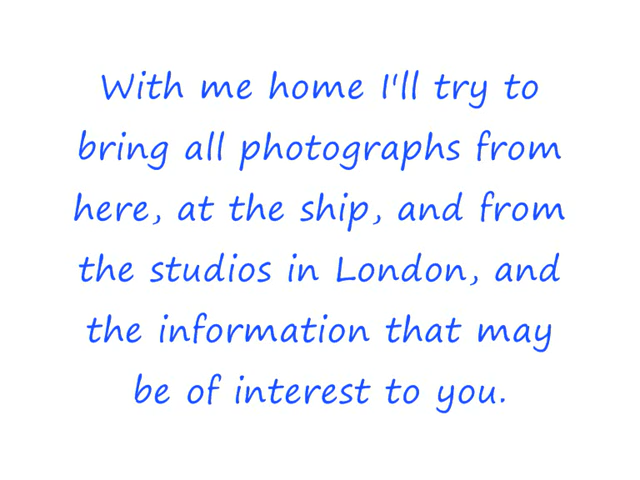 With me home I'll try to
bring all photographs from
here, at the ship, and from
the studios in London, and
the information that may
be of interest to you.